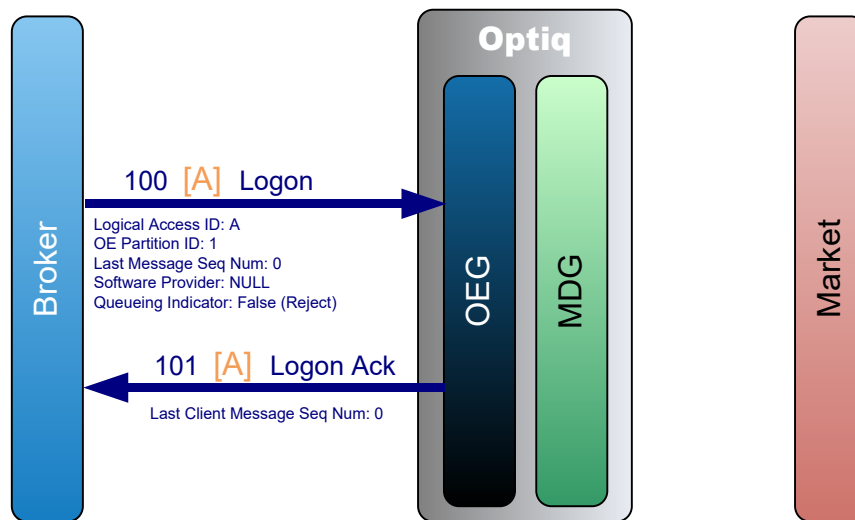 Optiq
Broker
100 [A] Logon
Logical Access ID: A
OE Partition ID: 1
Last Message Seq Num: 0
Software Provider: NULL
Queueing Indicator: False (Reject)
101 [A] Logon Ack
Last Client Message Seq Num: 0
OEG
MDG
Market